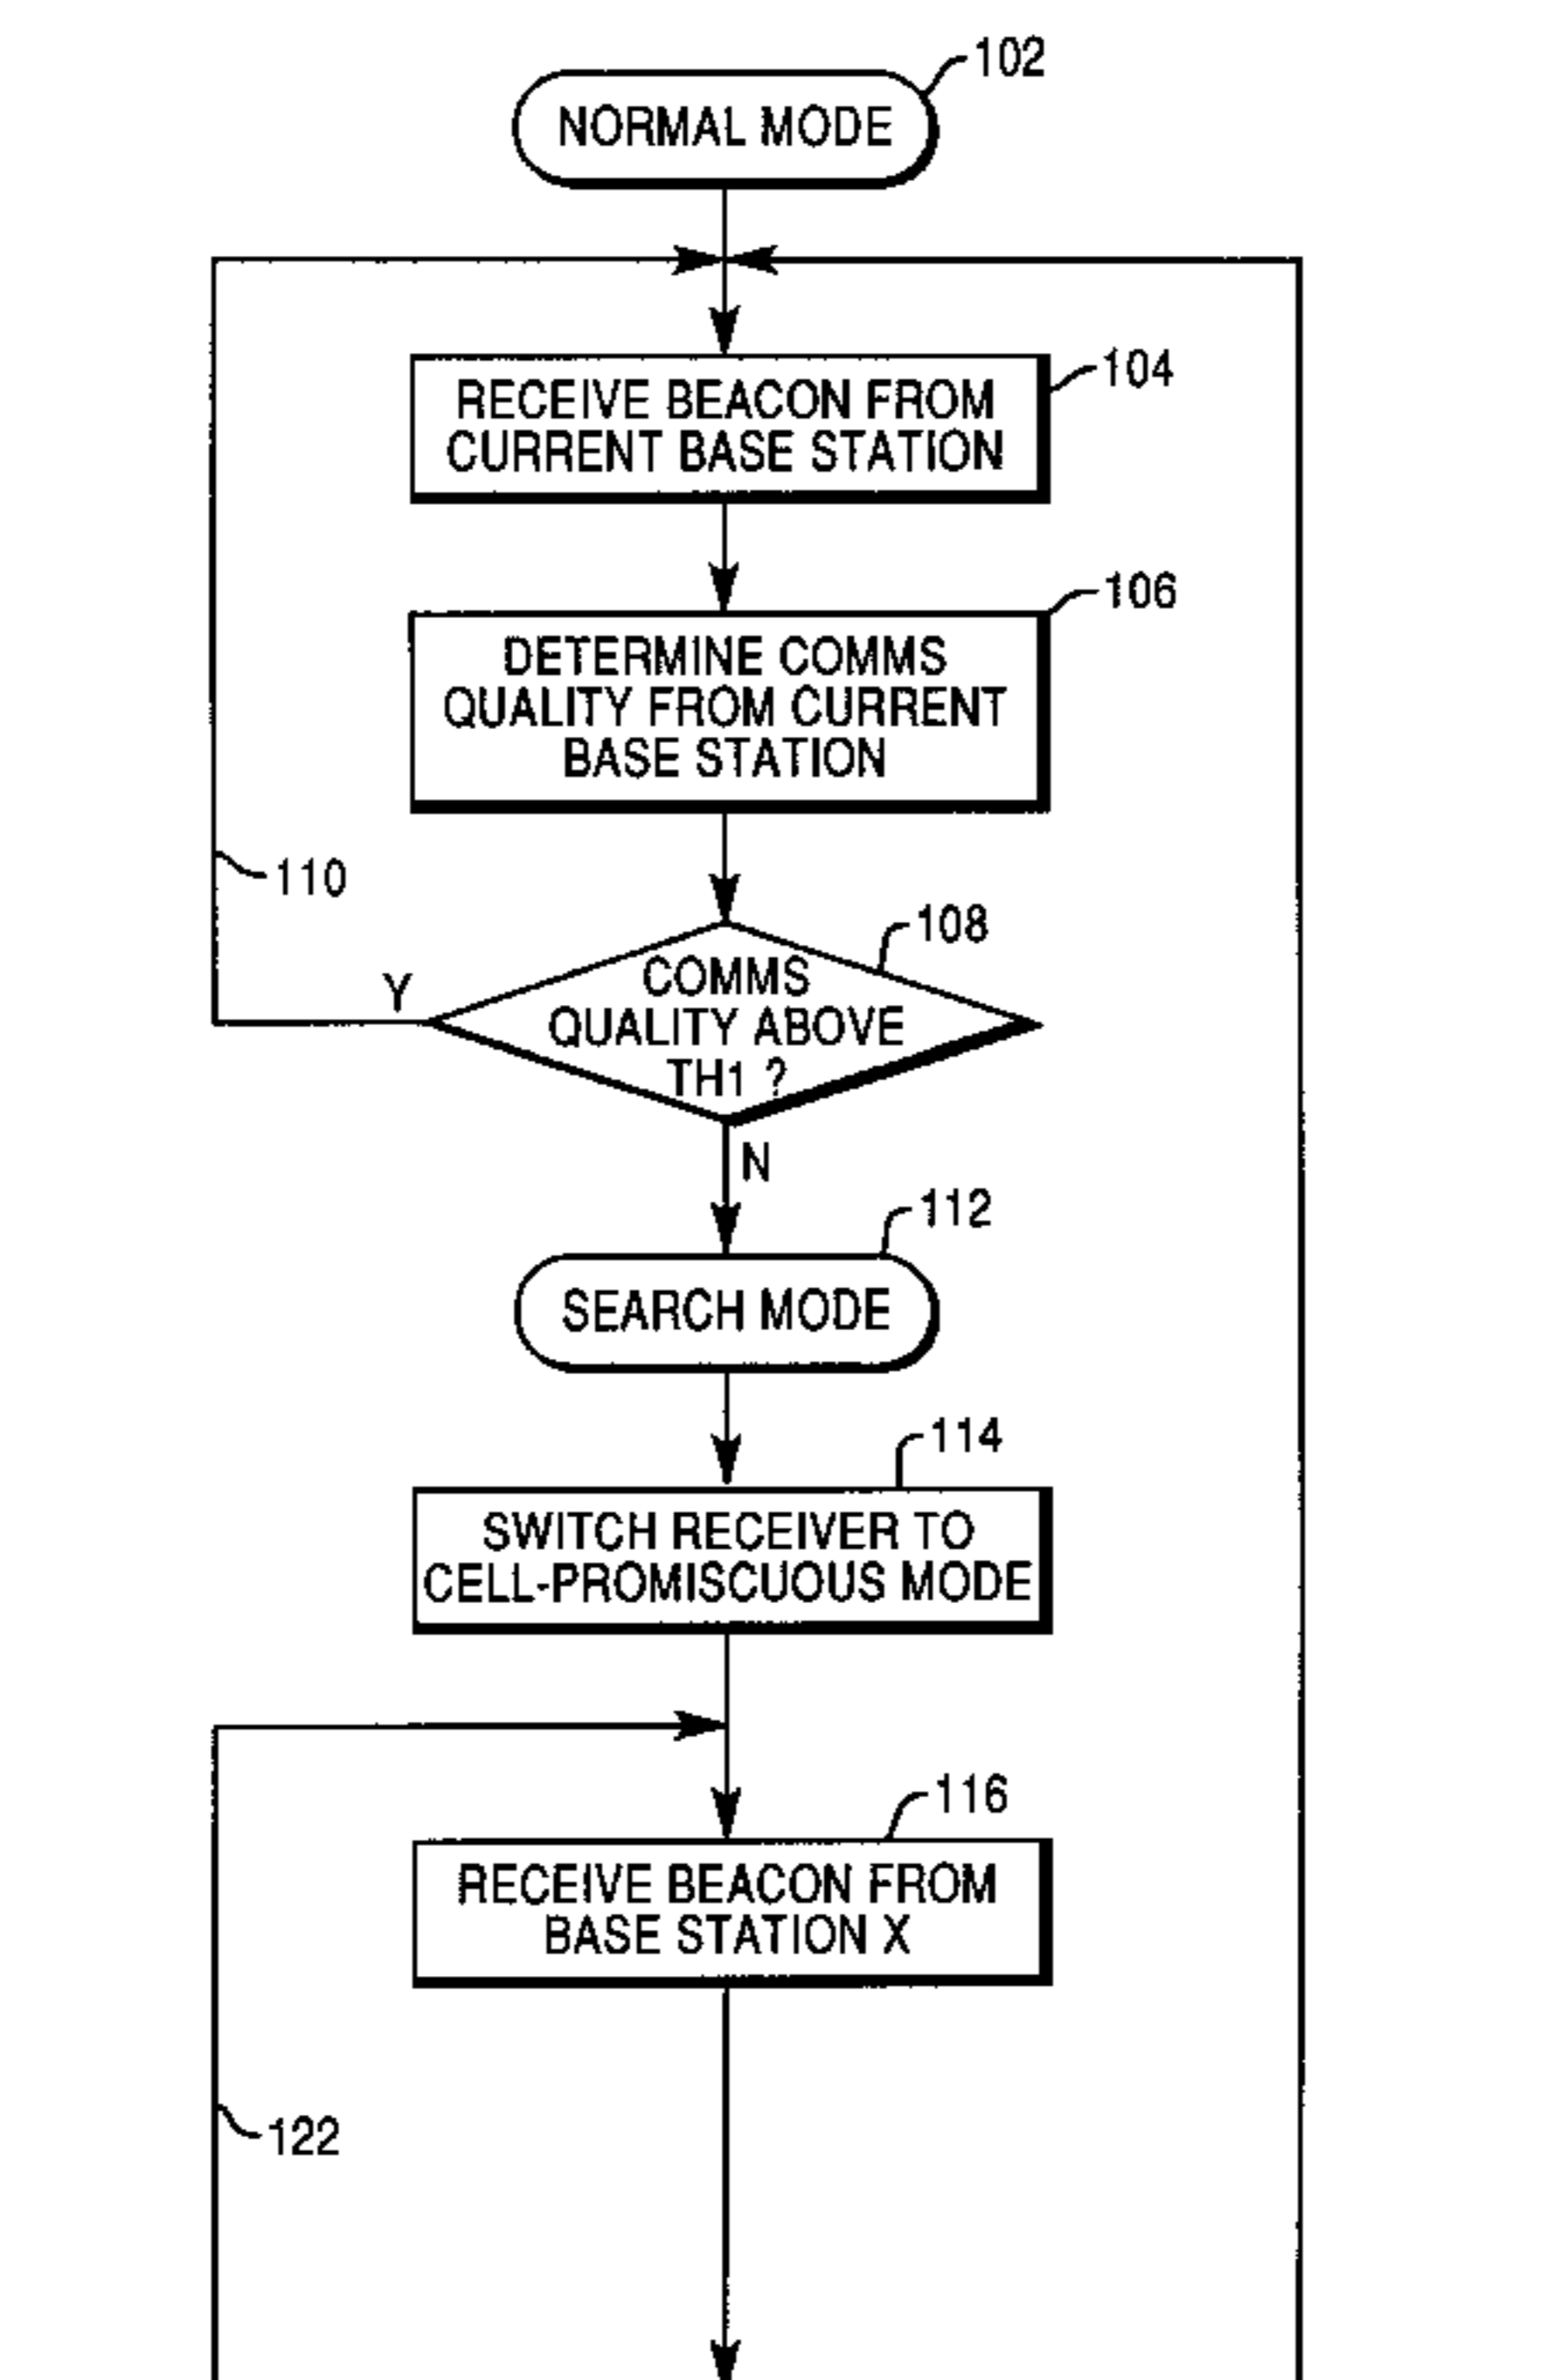 102
NORMAL MODE
104
RECEIVE BEACON FROM
CURRENT BASE STATION
106
DETERMINE COMMS
QUALITY FROM CURRENT
BASE STATION
110
108
Y
COMMS
QUALITY ABOVE
TH1 ?
N
112
SEARCH MODE
114
SWITCH RECEIVER TO
CELL-PROMISCUOUS MODE
116
RECEIVE BEACON FROM
BASE STATION X
122